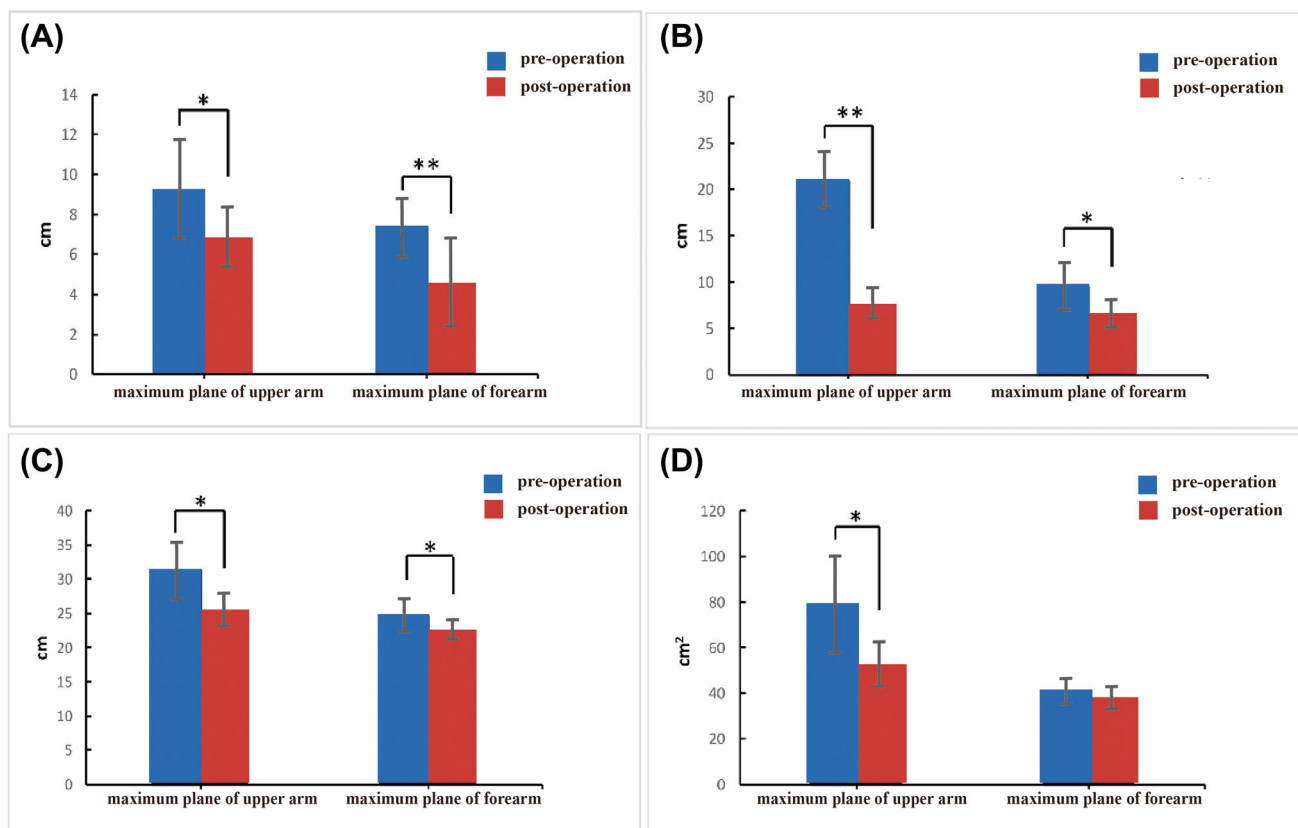 (A)
pre-operation
post-operation
14
12
10
8
6
4
2
0
cm
*
**
maximum plane of upper arm
maximum plane of forearm
(B)
pre-operation
post-operation
30
25
20
15
10
5
0
cm
**
*
maximum plane of upper arm
maximum plane of forearm
(C)
pre-operation
post-operation
40
35
30
25
20
15
10
5
0
cm
*
*
maximum plane of upper arm
maximum plane of forearm
(D)
pre-operation
post-operation
120
100
80
60
40
20
0
cm²
*
maximum plane of upper arm
maximum plane of forearm